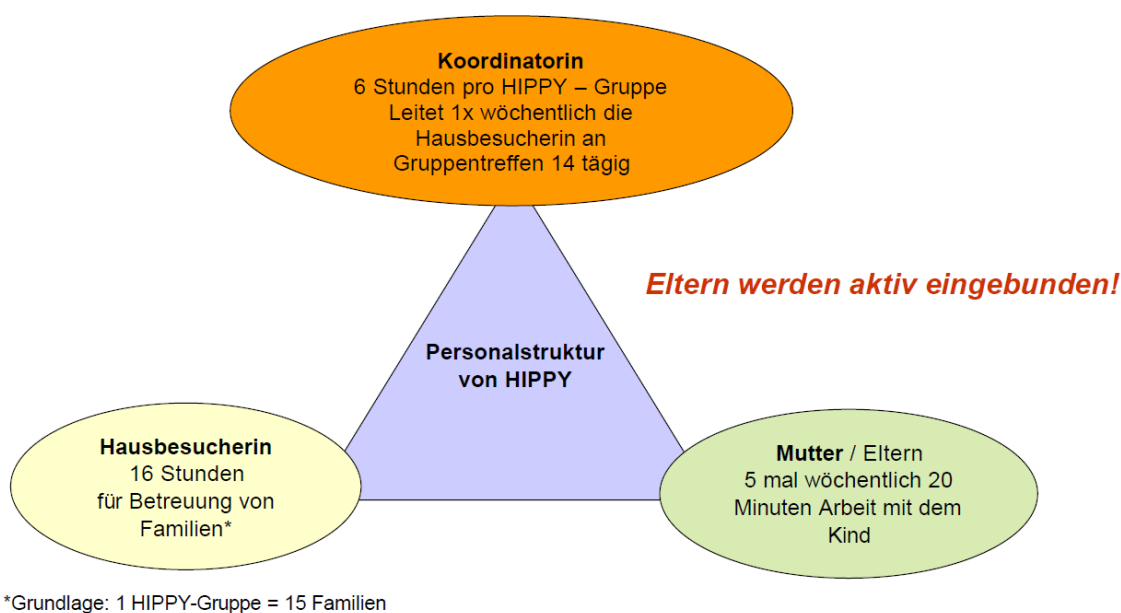 Koordinatorin
6 Stunden pro HIPPY – Gruppe
Leitet 1x wöchentlich die
Hausbesucherin an
Gruppentreffen 14 tägig
Eltern werden aktiv eingebunden!
Personalstruktur
von HIPPY
Hausbesucherin
16 Stunden
für Betreuung von
Familien*
Mutter / Eltern
5 mal wöchentlich 20
Minuten Arbeit mit dem
Kind
*Grundlage: 1 HIPPY-Gruppe = 15 Familien